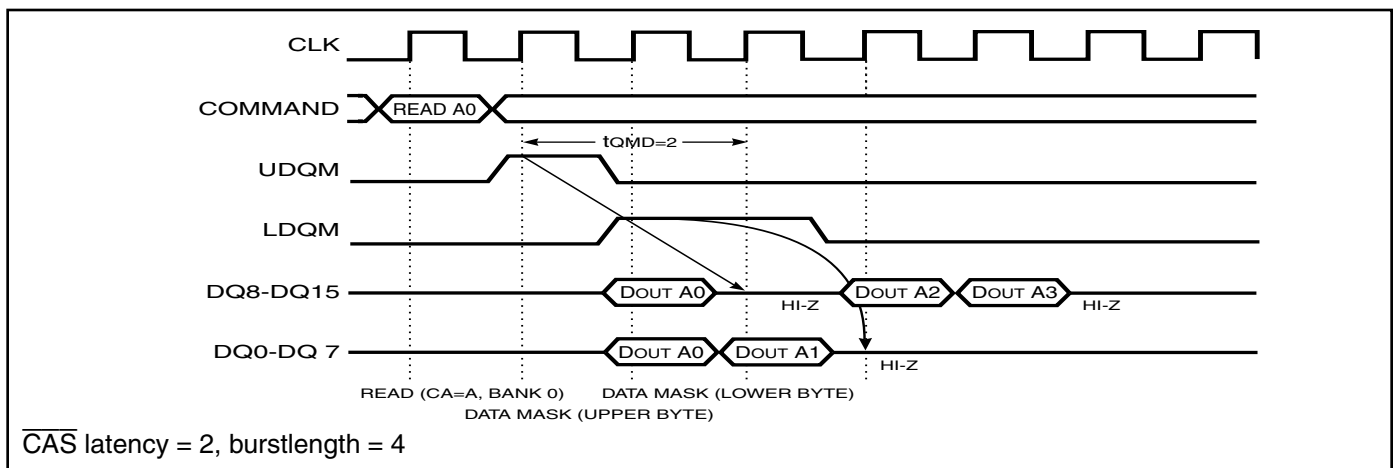 CLK
COMMAND
READ A0
tQMD=2
UDQM
LDQM
DQ8-DQ15
DOUT A0
HI-Z
DOUT A2
DOUT A3
HI-Z
DQ0-DQ 7
DOUT A0
DOUT A1
HI-Z
READ (CA=A, BANK 0)
DATA MASK (LOWER BYTE)
DATA MASK (UPPER BYTE)
C̅A̅S̅ latency = 2, burstlength = 4